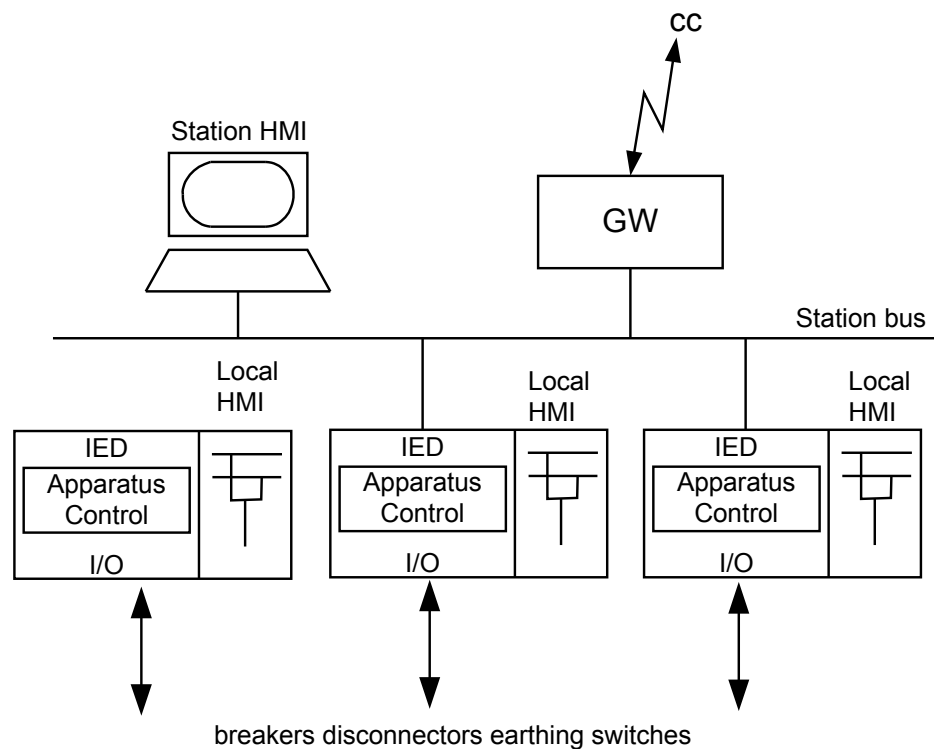 cc
Station HMI
GW
Station bus
Local
HMI
Local
HMI
Local
HMI
IED
Apparatus
Control
I/O
IED
Apparatus
Control
I/O
IED
Apparatus
Control
I/O
breakers disconnectors earthing switches